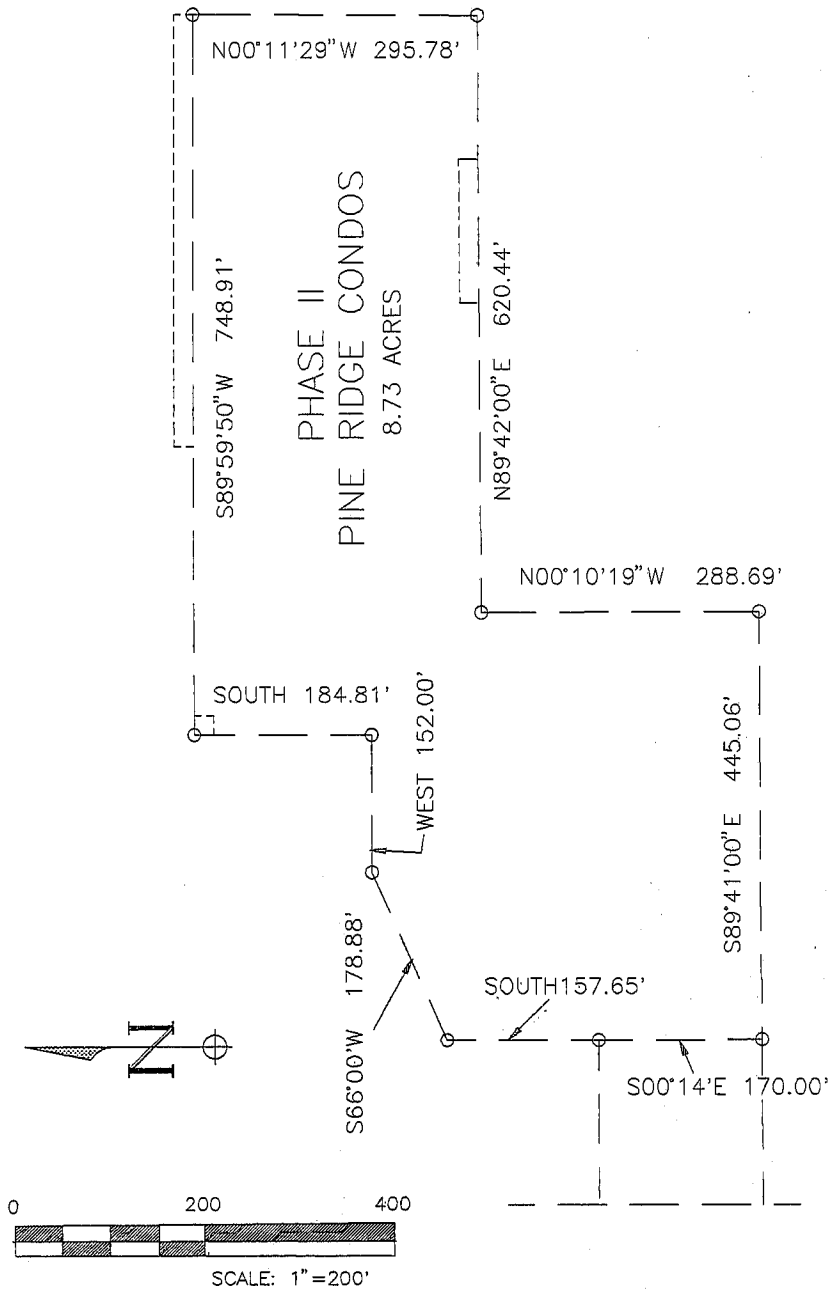 N00°11'29"W 295.78'
S89°59'50"W 748.91'
PHASE II
PINE RIDGE CONDOS
8.73 ACRES
N89°42'00"E 620.44'
N00°10'19"W 288.69'
SOUTH 184.81'
WEST 152.00'
S89°41'00"E 445.06'
S66°00'W 178.88'
SOUTH157.65'
S00°14'E 170.00'
N
0 200 400
SCALE: 1"=200'